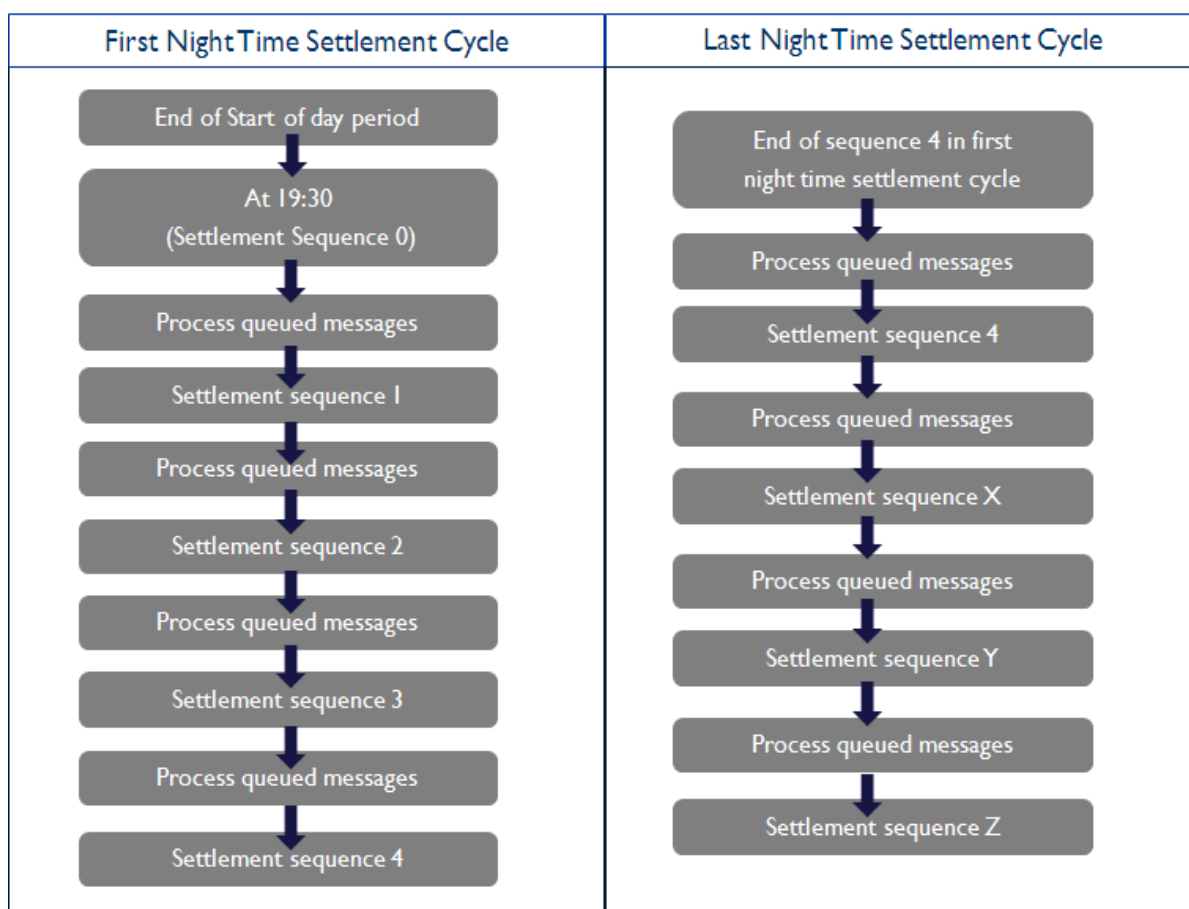 First Night Time Settlement Cycle
End of Start of day period
At 19:30
(Settlement Sequence 0)
Process queued messages
Settlement sequence 1
Process queued messages
Settlement sequence 2
Process queued messages
Settlement sequence 3
Process queued messages
Settlement sequence 4
Last Night Time Settlement Cycle
End of sequence 4 in first
night time settlement cycle
Process queued messages
Settlement sequence 4
Process queued messages
Settlement sequence X
Process queued messages
Settlement sequence Y
Process queued messages
Settlement sequence Z